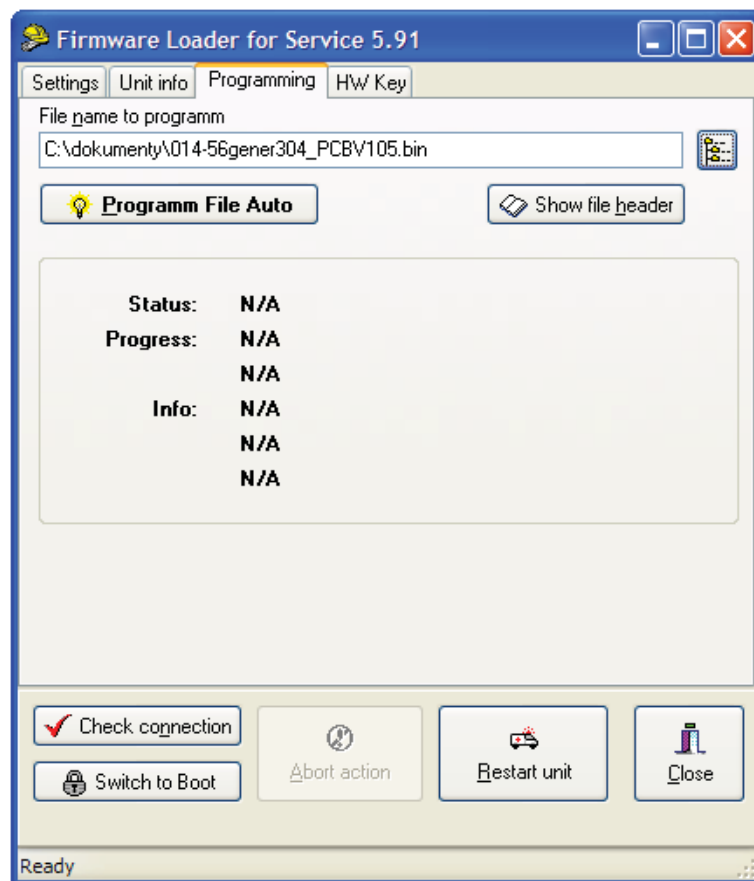 Firmware Loader for Service 5.91
Settings Unit info Programming HW Key
File name to programm
C:\dokumenty\014-56gener304_PCBV105.bin
Programm File Auto Show file header
Status: N/A
Progress: N/A
N/A
Info: N/A
N/A
N/A
Check connection
Switch to Boot
Abort action
Restart unit
Close
Ready